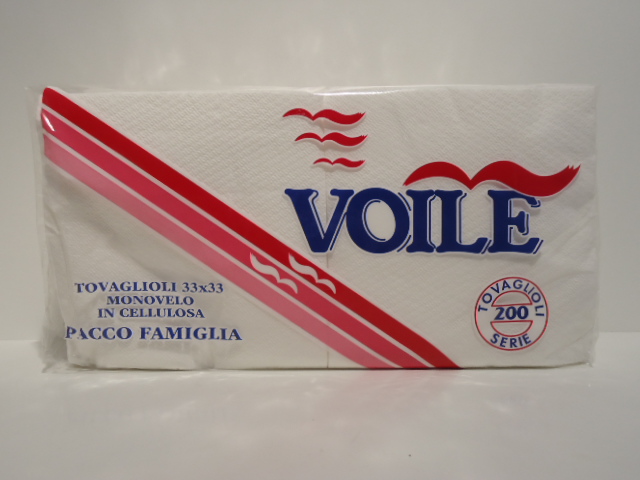 VOILE
TOVAGLIOLI 33x33
MONOVELO
IN CELLULOSA
PACCO FAMIGLIA
TOVAGLIOLI
200
SERIE